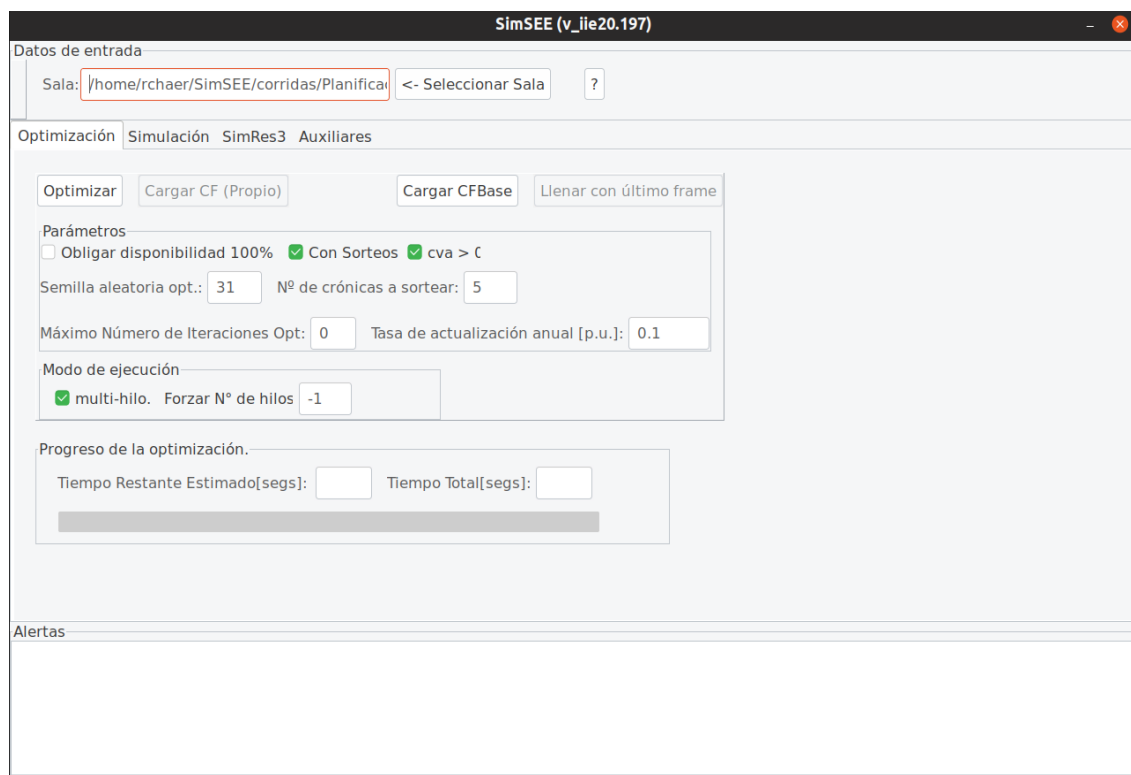 SimSEE (v_iie20.197)
Datos de entrada
Sala: /home/rchaer/SimSEE/corridas/Planifica <- Seleccionar Sala ?
Optimización Simulación SimRes3 Auxiliares
Optimizar Cargar CF (Propio) Cargar CFBase Llenar con último frame
Parámetros
Obligar disponibilidad 100% Con Sorteos cva >
Semilla aleatoria opt.: 31 Nº de crónicas a sortear: 5
Máximo Número de Iteraciones Opt: 0 Tasa de actualización anual [p.u.]: 0.1
Modo de ejecución
multi-hilo. Forzar N° de hilos -1
Progreso de la optimización.
Tiempo Restante Estimado[segs]: Tiempo Total[segs]:
Alertas